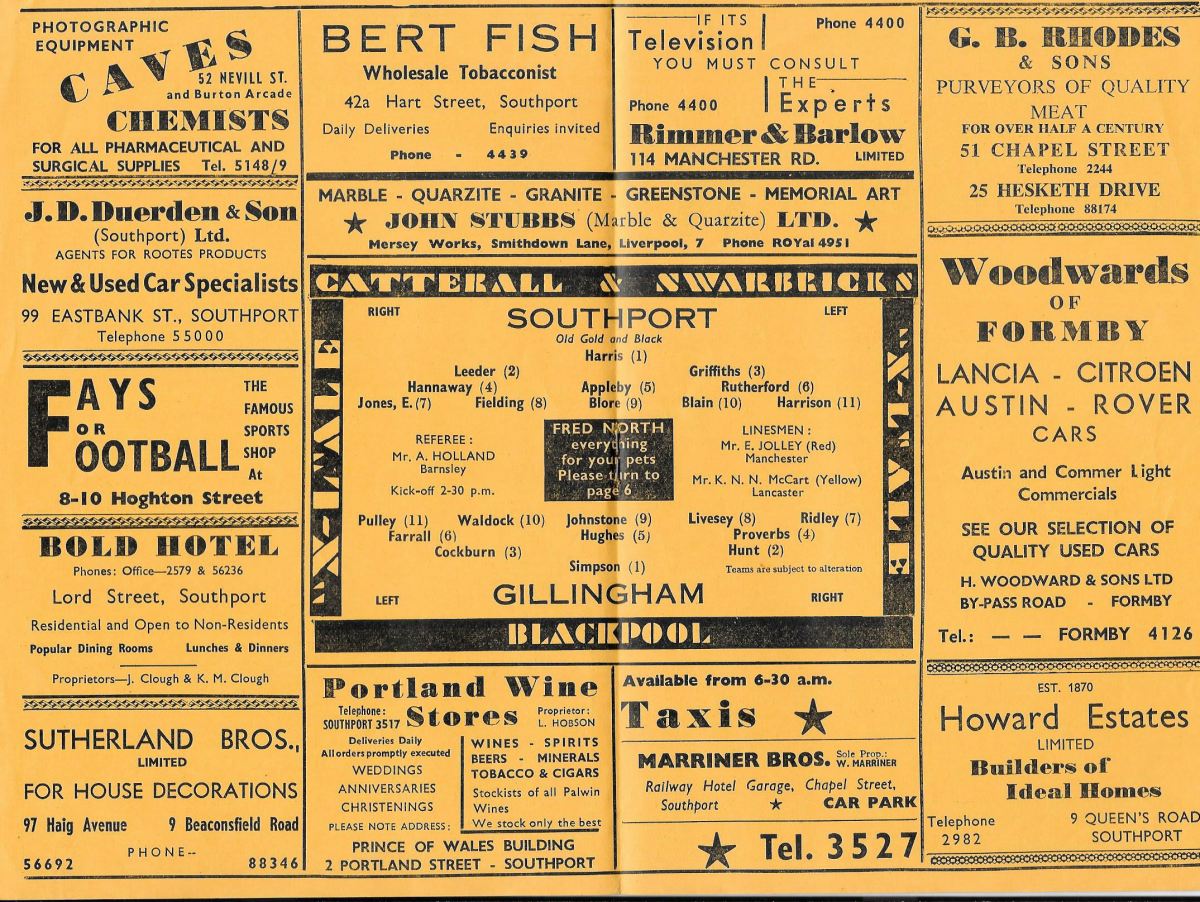 PHOTOGRAPHIC
EQUIPMENT
CAVES
52 NEVILL ST.
and Burton Arcade
CHEMISTS
FOR ALL PHARMACEUTICAL AND
SURGICAL SUPPLIES Tel. 5148/9
J.D. Duerden & Son
(Southport) Ltd.
AGENTS FOR ROOTES PRODUCTS
New & Used Car Specialists
99 EASTBANK ST., SOUTHPORT
Telephone 55000
FAYS
FOR
FOOTBALL
THE
FAMOUS
SPORTS
SHOP
At
8-10 Hoghton Street
BOLD HOTEL
Phones: Office—2579 & 56236
Lord Street, Southport
Residential and Open to Non-Residents
Popular Dining Rooms Lunches & Dinners
Proprietors—J. Clough & K. M. Clough
SUTHERLAND BROS.,
LIMITED
FOR HOUSE DECORATIONS
97 Haig Avenue 9 Beaconsfield Road
PHONE--
56692 88346
BERT FISH
Wholesale Tobacconist
42a Hart Street, Southport
Daily Deliveries Enquiries invited
Phone - 4439
IF ITS
Television
Phone 4400
YOU MUST CONSULT
THE
Experts
Phone 4400
Rimmer & Barlow
114 MANCHESTER RD. LIMITED
MARBLE - QUARZITE - GRANITE - GREENSTONE - MEMORIAL ART
★ JOHN STUBBS (Marble & Quarzite) LTD. ★
Mersey Works, Smithdown Lane, Liverpool, 7 Phone ROYal 4951
CATTERALL & SWARBRICKS
XL-MALE
XL-ALES
RIGHT LEFT
SOUTHPORT
Old Gold and Black
Harris (1)
Leeder (2) Griffiths (3)
Hannaway (4) Appleby (5) Rutherford (6)
Jones, E.(7) Fielding (8) Blore (9) Blain (10) Harrison (11)
REFEREE :
Mr. A. HOLLAND
Barnsley
Kick-off 2-30 p.m.
FRED NORTH
everything
for your pets
Please turn to
page 6
LINESMEN :
Mr. E. JOLLEY (Red)
Manchester
Mr. K. N. N. McCart (Yellow)
Lancaster
Pulley (11) Waldock (10) Johnstone (9) Livesey (8) Ridley (7)
Farrall (6) Hughes (5) Proverbs (4)
Cockburn (3) Hunt (2)
Simpson (1) Teams are subject to alteration
GILLINGHAM
LEFT RIGHT
BLACKPOOL
Portland Wine
Stores
Telephone:
SOUTHPORT 3517
Proprietor:
L. HOBSON
Deliveries Daily
All orders promptly executed
WEDDINGS
ANNIVERSARIES
CHRISTENINGS
PLEASE NOTE ADDRESS:
WINES - SPIRITS
BEERS - MINERALS
TOBACCO & CIGARS
Stockists of all Palwin
Wines
We stock only the best
PRINCE OF WALES BUILDING
2 PORTLAND STREET - SOUTHPORT
Available from 6-30 a.m.
Taxis ★
MARRINER BROS. Sole Prop.:
W. MARRINER
Railway Hotel Garage, Chapel Street,
Southport ★ CAR PARK
★ Tel. 3527
G. B. RHODES
& SONS
PURVEYORS OF QUALITY
MEAT
FOR OVER HALF A CENTURY
51 CHAPEL STREET
Telephone 2244
25 HESKETH DRIVE
Telephone 88174
Woodwards
OF
FORMBY
LANCIA - CITROEN
AUSTIN - ROVER
CARS
Austin and Commer Light
Commercials
SEE OUR SELECTION OF
QUALITY USED CARS
H. WOODWARD & SONS LTD
BY-PASS ROAD - FORMBY
Tel.: — — FORMBY 4126
EST. 1870
Howard Estates
LIMITED
Builders of
Ideal Homes
Telephone
2982
9 QUEEN'S ROAD
SOUTHPORT